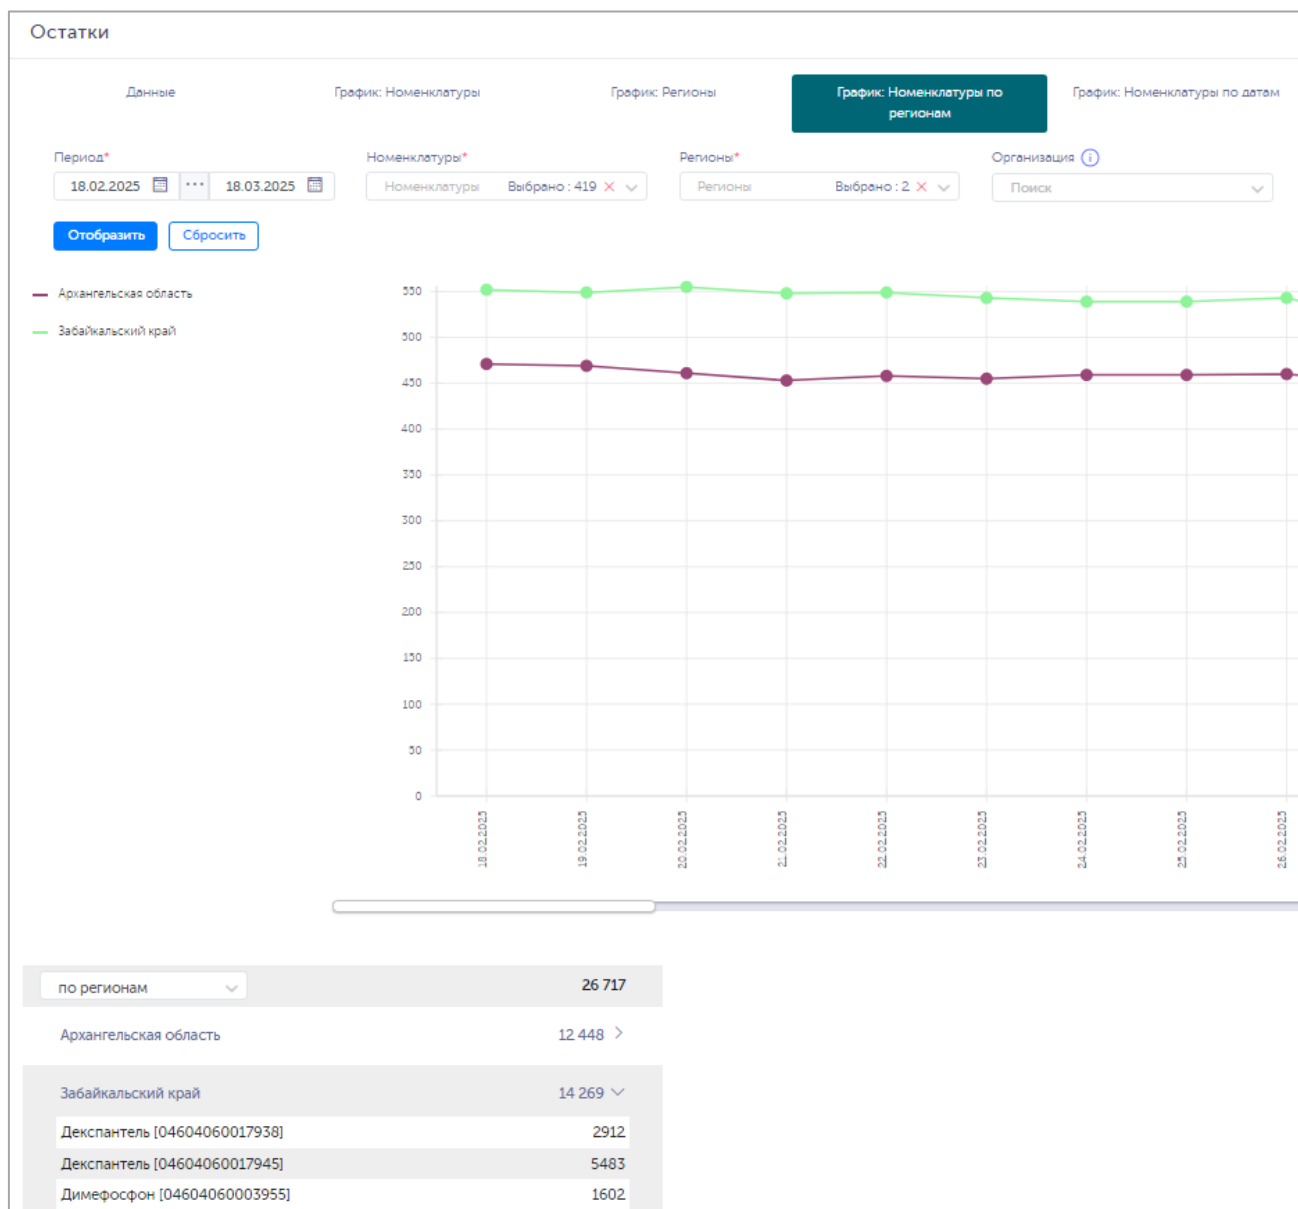 Остатки
Данные
График: Номенклатуры
График: Регионы
График: Номенклатуры по
регионам
График: Номенклатуры по датам
Период*
Номенклатуры*
Регионы*
Организация i
18.02.2025 ··· 18.03.2025
Номенклатуры Выбрано : 419
Регионы Выбрано : 2
Поиск
Отобразить
Сбросить
Архангельская область
Забайкальский край
550
500
450
400
350
300
250
200
150
100
50
0
18.02.2025
19.02.2025
20.02.2025
21.02.2025
22.02.2025
23.02.2025
24.02.2025
25.02.2025
26.02.2025
по регионам 26 717
Архангельская область 12 448
Забайкальский край 14 269
Декспантель [04604060017938] 2912
Декспантель [04604060017945] 5483
Димефосфон [04604060003955] 1602